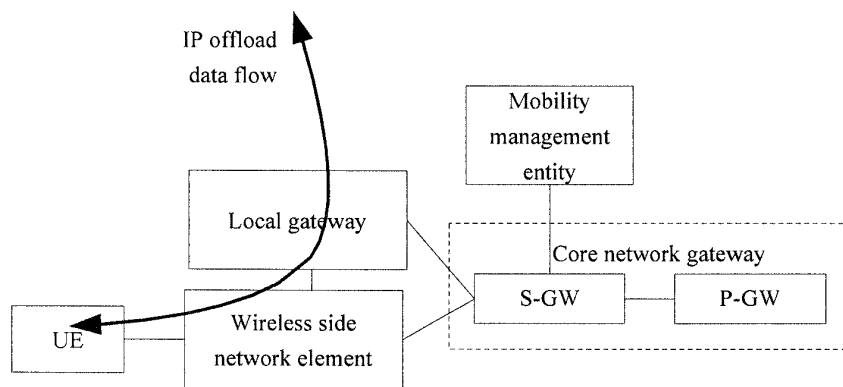 IP offload
data flow
Mobility
management
entity
Local gateway
Core network gateway
S-GW
P-GW
UE
Wireless side
network element